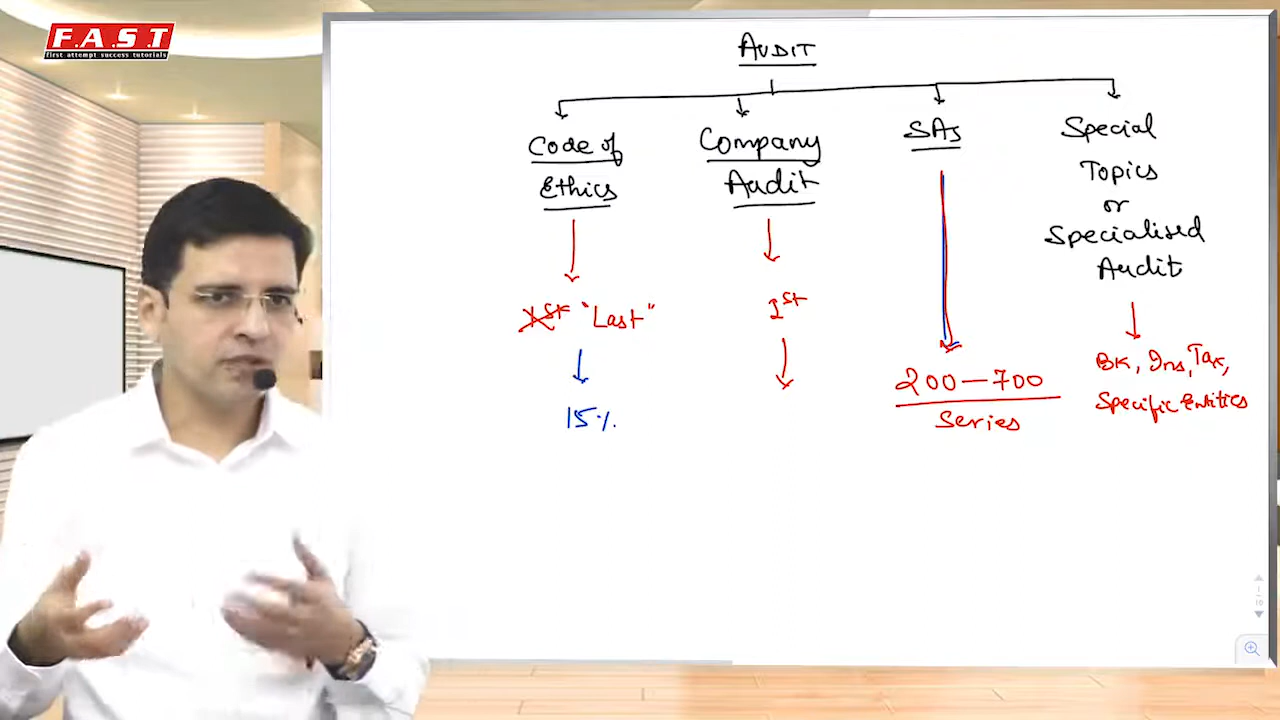 F.A.S.T
first attempt success tutorials
AUDIT
Code of
Ethics
Company
Audit
SAs
Special
Topics
or
Specialised
Audit
1st "Last"
15%
1st
200-700
Series
BK, Ins, Tax,
Specific Entities